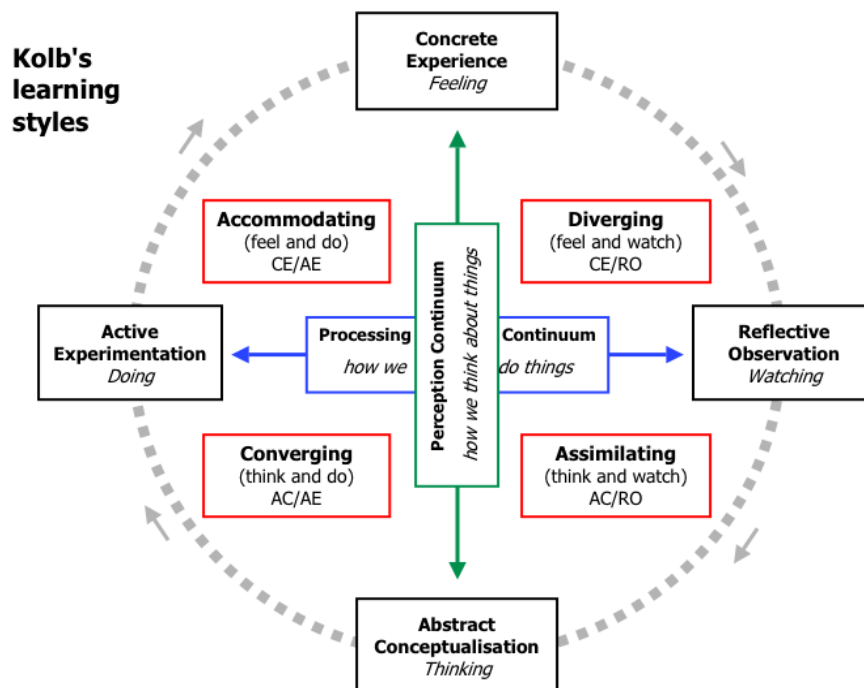 Kolb's
learning
styles
Concrete
Experience
Feeling
Accommodating
(feel and do)
CE/AE
Diverging
(feel and watch)
CE/RO
Active
Experimentation
Doing
Processing Continuum
how we do things
Perception Continuum
how we think about things
Reflective
Observation
Watching
Converging
(think and do)
AC/AE
Assimilating
(think and watch)
AC/RO
Abstract
Conceptualisation
Thinking